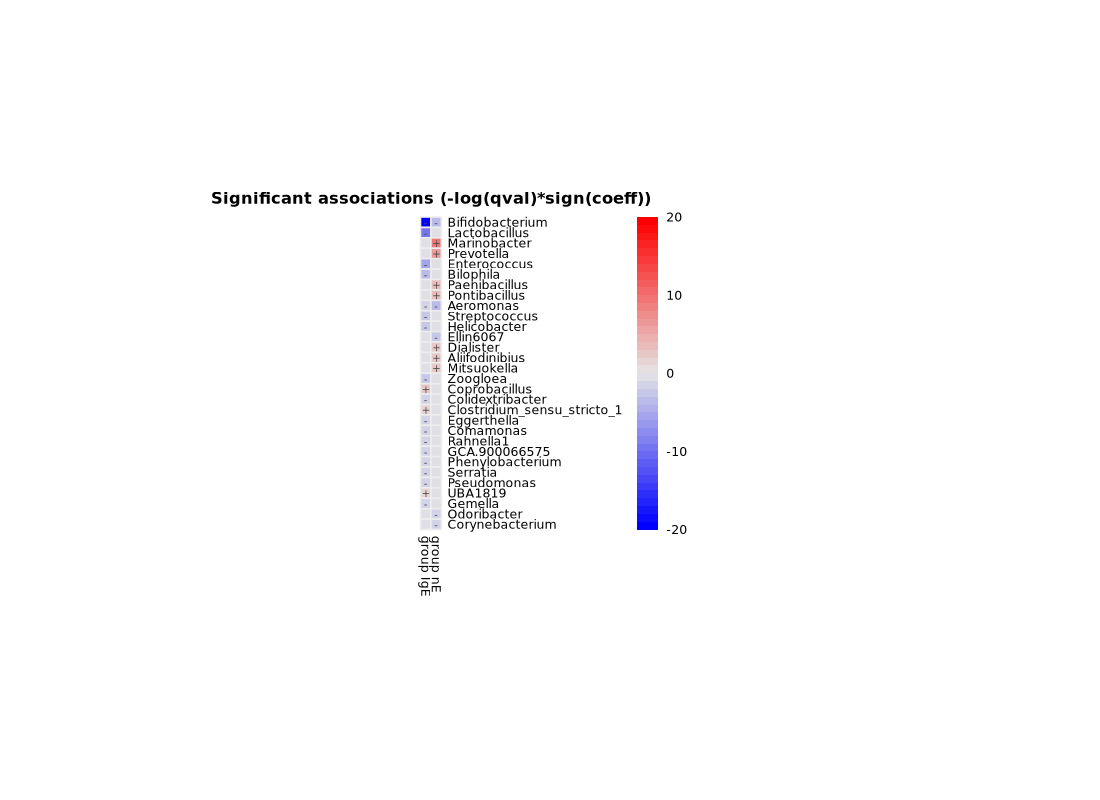 Significant associations (-log(qval)*sign(coeff))
- - Bifidobacterium
- Lactobacillus
+ Marinobacter
+ Prevotella
- Enterococcus
- Bilophila
+ Paenibacillus
+ Pontibacillus
- - Aeromonas
- Streptococcus
- Helicobacter
- Ellin6067
+ Dialister
+ Aliifodinibius
+ Mitsuokella
- Zoogloea
+ Coprobacillus
- Colidextribacter
+ Clostridium_sensu_stricto_1
- Eggerthella
- Comamonas
- Rahnella1
- GCA.900066575
- Phenylobacterium
- Serratia
- Pseudomonas
+ UBA1819
- Gemella
- Odoribacter
- Corynebacterium
20
10
0
-10
-20
group IgE
group nE